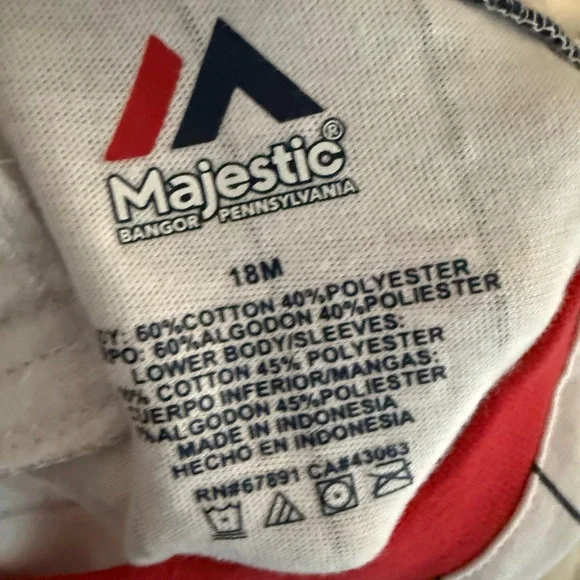 Majestic®
BANGOR PENNSYLVANIA
18M
60%COTTON 40%POLYESTER
60%ALGODON 40%POLIESTER
LOWER BODY/SLEEVES:
COTTON 45% POLYESTER
CUERPO INFERIOR/MANGAS:
ALGODON 45%POLIESTER
MADE IN INDONESIA
HECHO EN INDONESIA
RN#67891 CA#43063